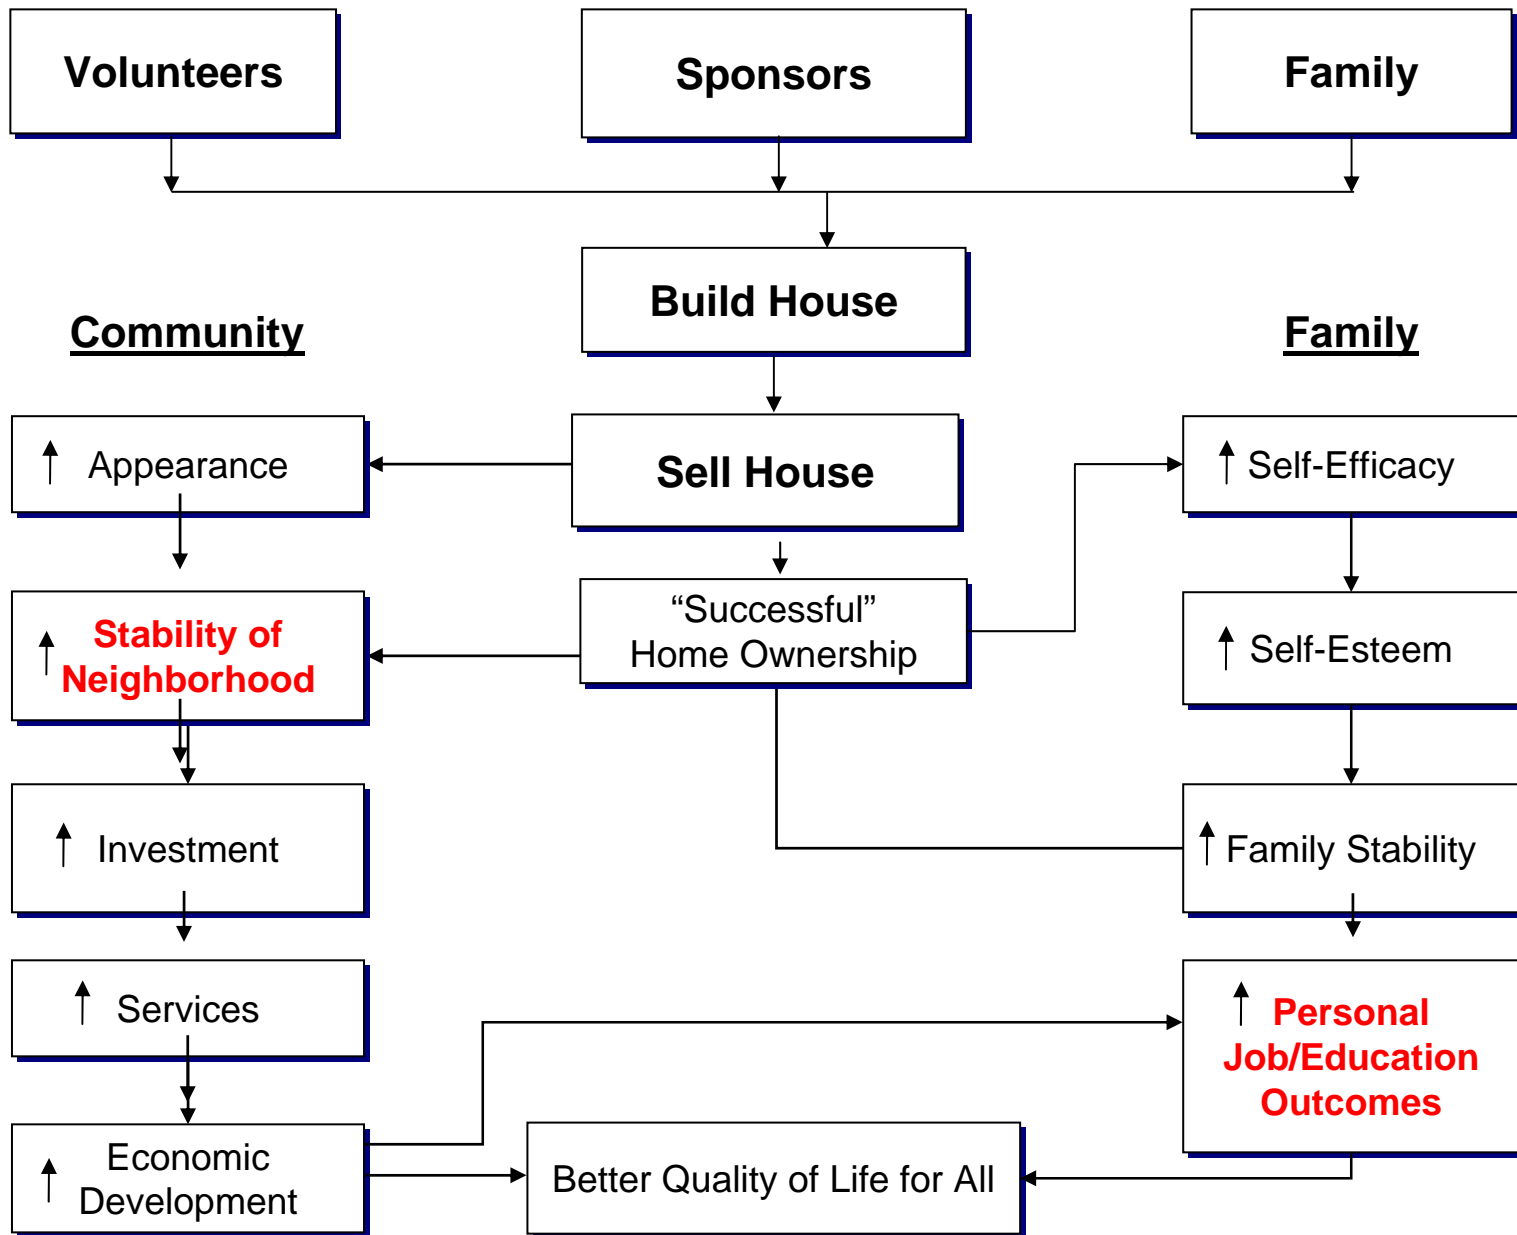 Volunteers
Sponsors
Family
Build House
Community
Family
Appearance
Sell House
Self-Efficacy
Stability of
Neighborhood
“Successful”
Home Ownership
Self-Esteem
Investment
Family Stability
Services
Personal
Job/Education
Outcomes
Economic
Development
Better Quality of Life for All